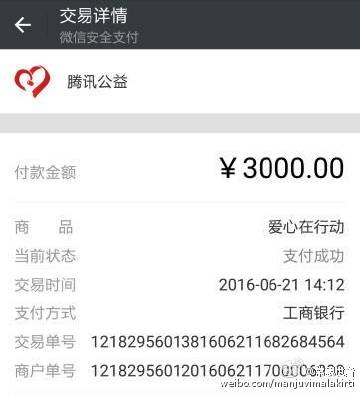 交易详情
微信安全支付
腾讯公益
付款金额 ￥3000.00
商 品 爱心在行动
当前状态 支付成功
交易时间 2016-06-21 14:12
支付方式 工商银行
交易单号 1218295601381606211682684564
商户单号
weibo.com/manjuvimalakirti